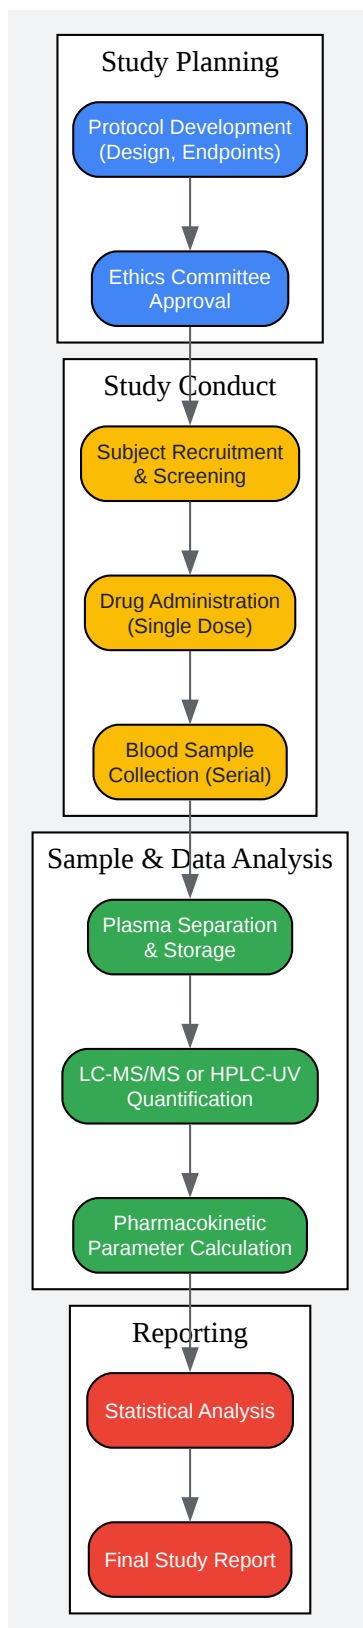 Study Planning
Protocol Development
(Design, Endpoints)
Ethics Committee
Approval
Study Conduct
Subject Recruitment
& Screening
Drug Administration
(Single Dose)
Blood Sample
Collection (Serial)
Sample & Data Analysis
Plasma Separation
& Storage
LC-MS/MS or HPLC-UV
Quantification
Pharmacokinetic
Parameter Calculation
Reporting
Statistical Analysis
Final Study Report